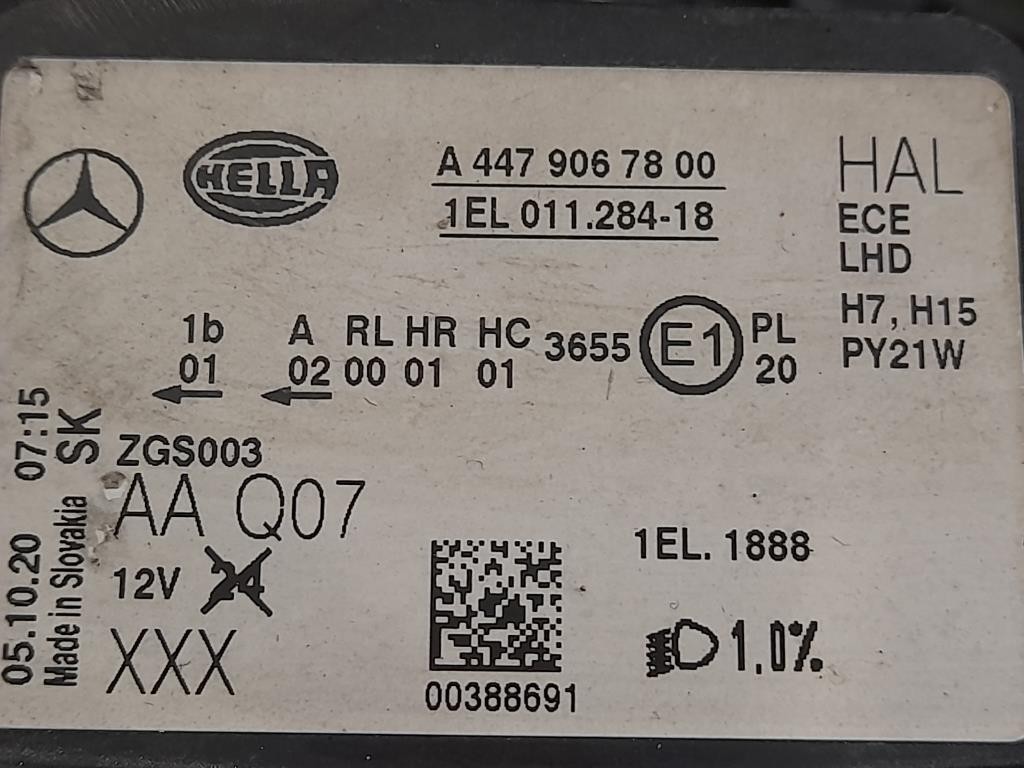 HELLA
A 447 906 78 00
1EL 011.284-18
HAL
ECE
LHD
H7, H15
PY21W
1b A RL HR HC 3655 E1 PL
01 02 00 01 01 20
ZGS003
AA Q07
12V 24
XXX
00388691
1EL. 1888
1.0%
05.10.20 07:15
Made in Slovakia SK